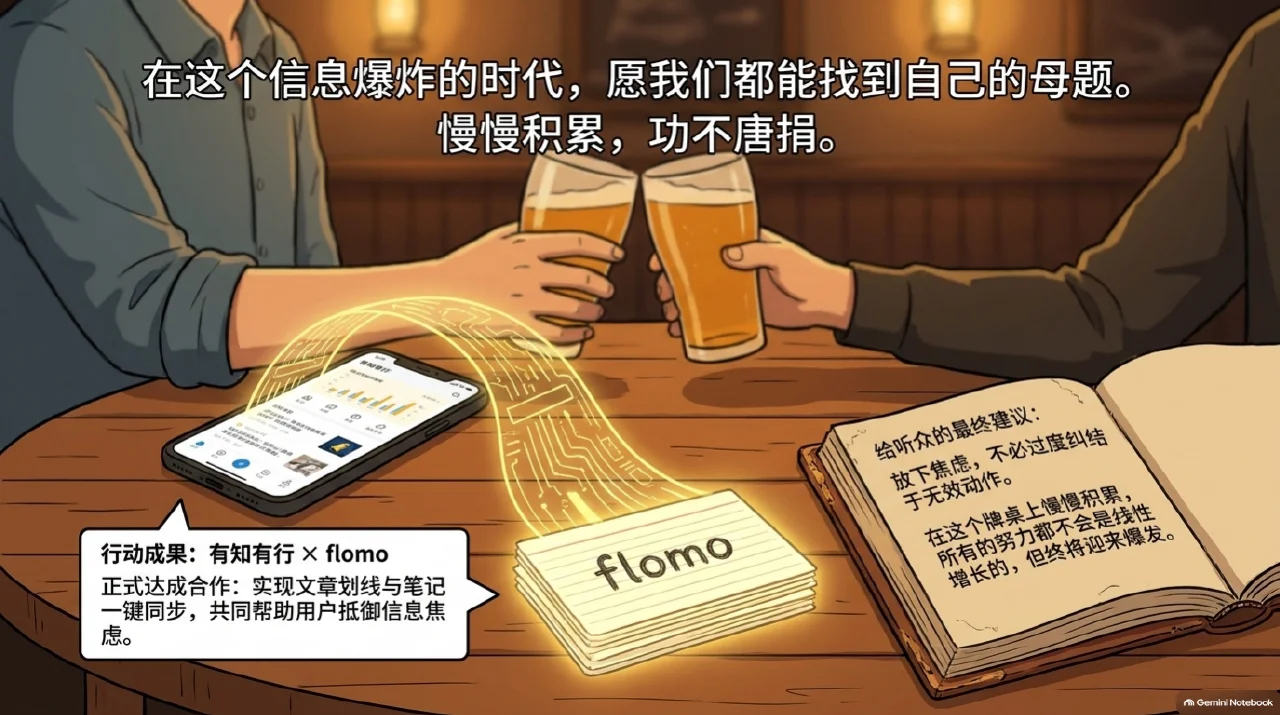 在这个信息爆炸的时代，愿我们都能找到自己的母题。
慢慢积累，功不唐捐。
行动成果：有知有行 × flomo
正式达成合作：实现文章划线与笔记
一键同步，共同帮助用户抵御信息焦
虑。
flomo
给听众的最终建议：
放下焦虑，不必过度纠结
于无效动作。
在这个牌桌上慢慢积累，
所有的努力都不会是线性
增长的，但终将迎来爆发。
Gemini Notebook